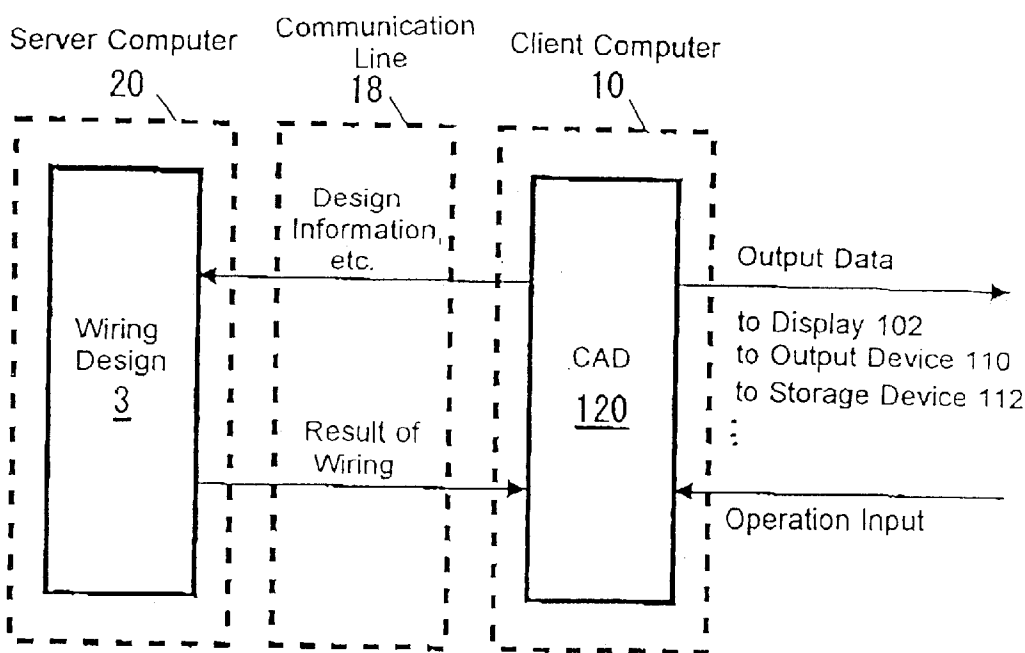 Server Computer
20
Communication
Line
18
Client Computer
10
Design
Information,
etc.
Wiring
Design
3
Result of
Wiring
CAD
120
Output Data
to Display 102
to Output Device 110
to Storage Device 112
Operation Input